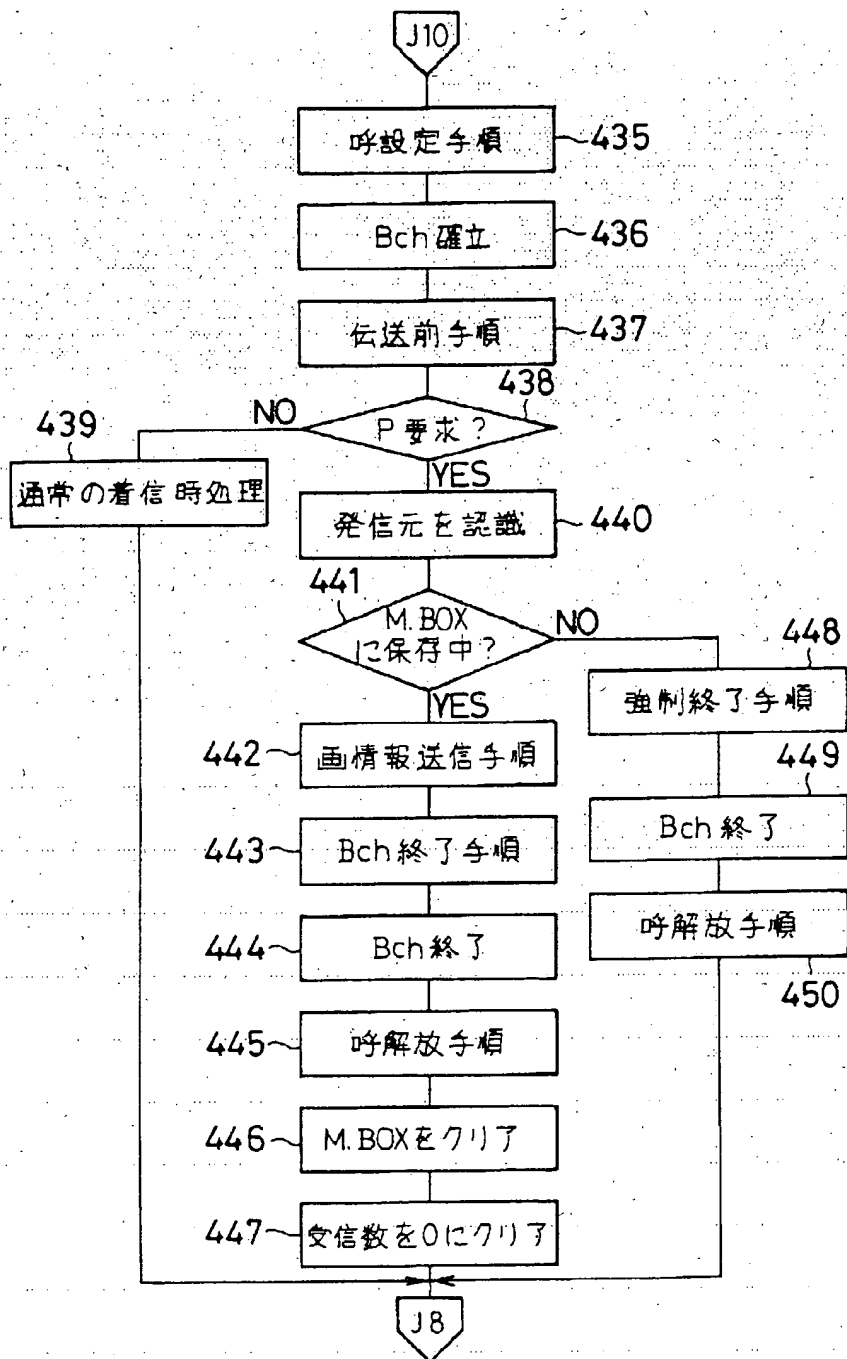 J10
呼設定手順
435
Bch確立
436
伝送前手順
437
438
P要求?
NO
YES
439
通常の着信時処理
発信元を認識
440
441
M.BOX
に保存中?
NO
YES
448
強制終了手順
442
画情報送信手順
449
Bch終了
443
Bch終了手順
呼解放手順
450
444
Bch終了
445
呼解放手順
446
M.BOXをクリア
447
受信数を0にクリア
J8